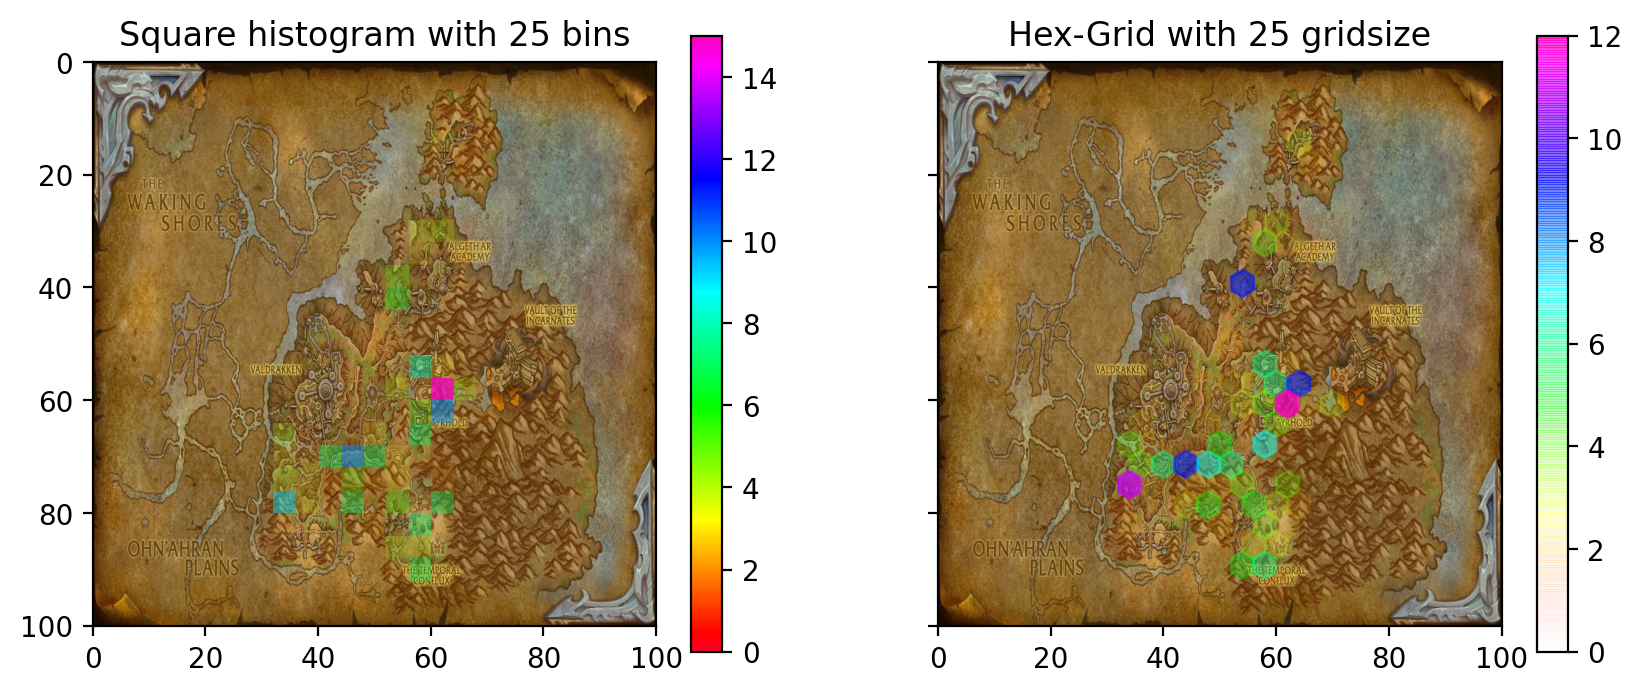 Square histogram with 25 bins
0
20
40
60
80
100
0
20
40
60
80
100
THE
WAKING
SHORES
ALGETH'AR
ACADEMY
VAULT OF THE
INCARNATES
VALDRAKKEN
OHN'AHRAN
PLAINS
THE TEMPORAL
CONFLUX
14
12
10
8
6
4
2
0
Hex-Grid with 25 gridsize
0
20
40
60
80
100
THE
WAKING
SHORES
ALGETH'AR
ACADEMY
VAULT OF THE
INCARNATES
VALDRAKKEN
OHN'AHRAN
PLAINS
THE TEMPORAL
CONFLUX
12
10
8
6
4
2
0